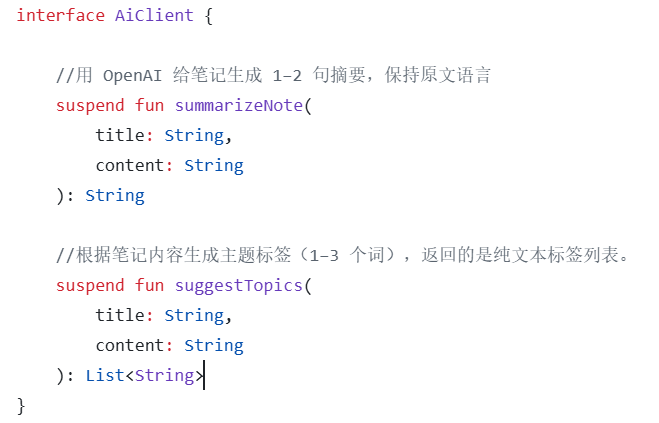 interface AiClient {
//用 OpenAI 给笔记生成 1–2 句摘要，保持原文语言
suspend fun summarizeNote(
title: String,
content: String
): String
//根据笔记内容生成主题标签（1–3 个词），返回的是纯文本标签列表。
suspend fun suggestTopics(
title: String,
content: String
): List<String>
}